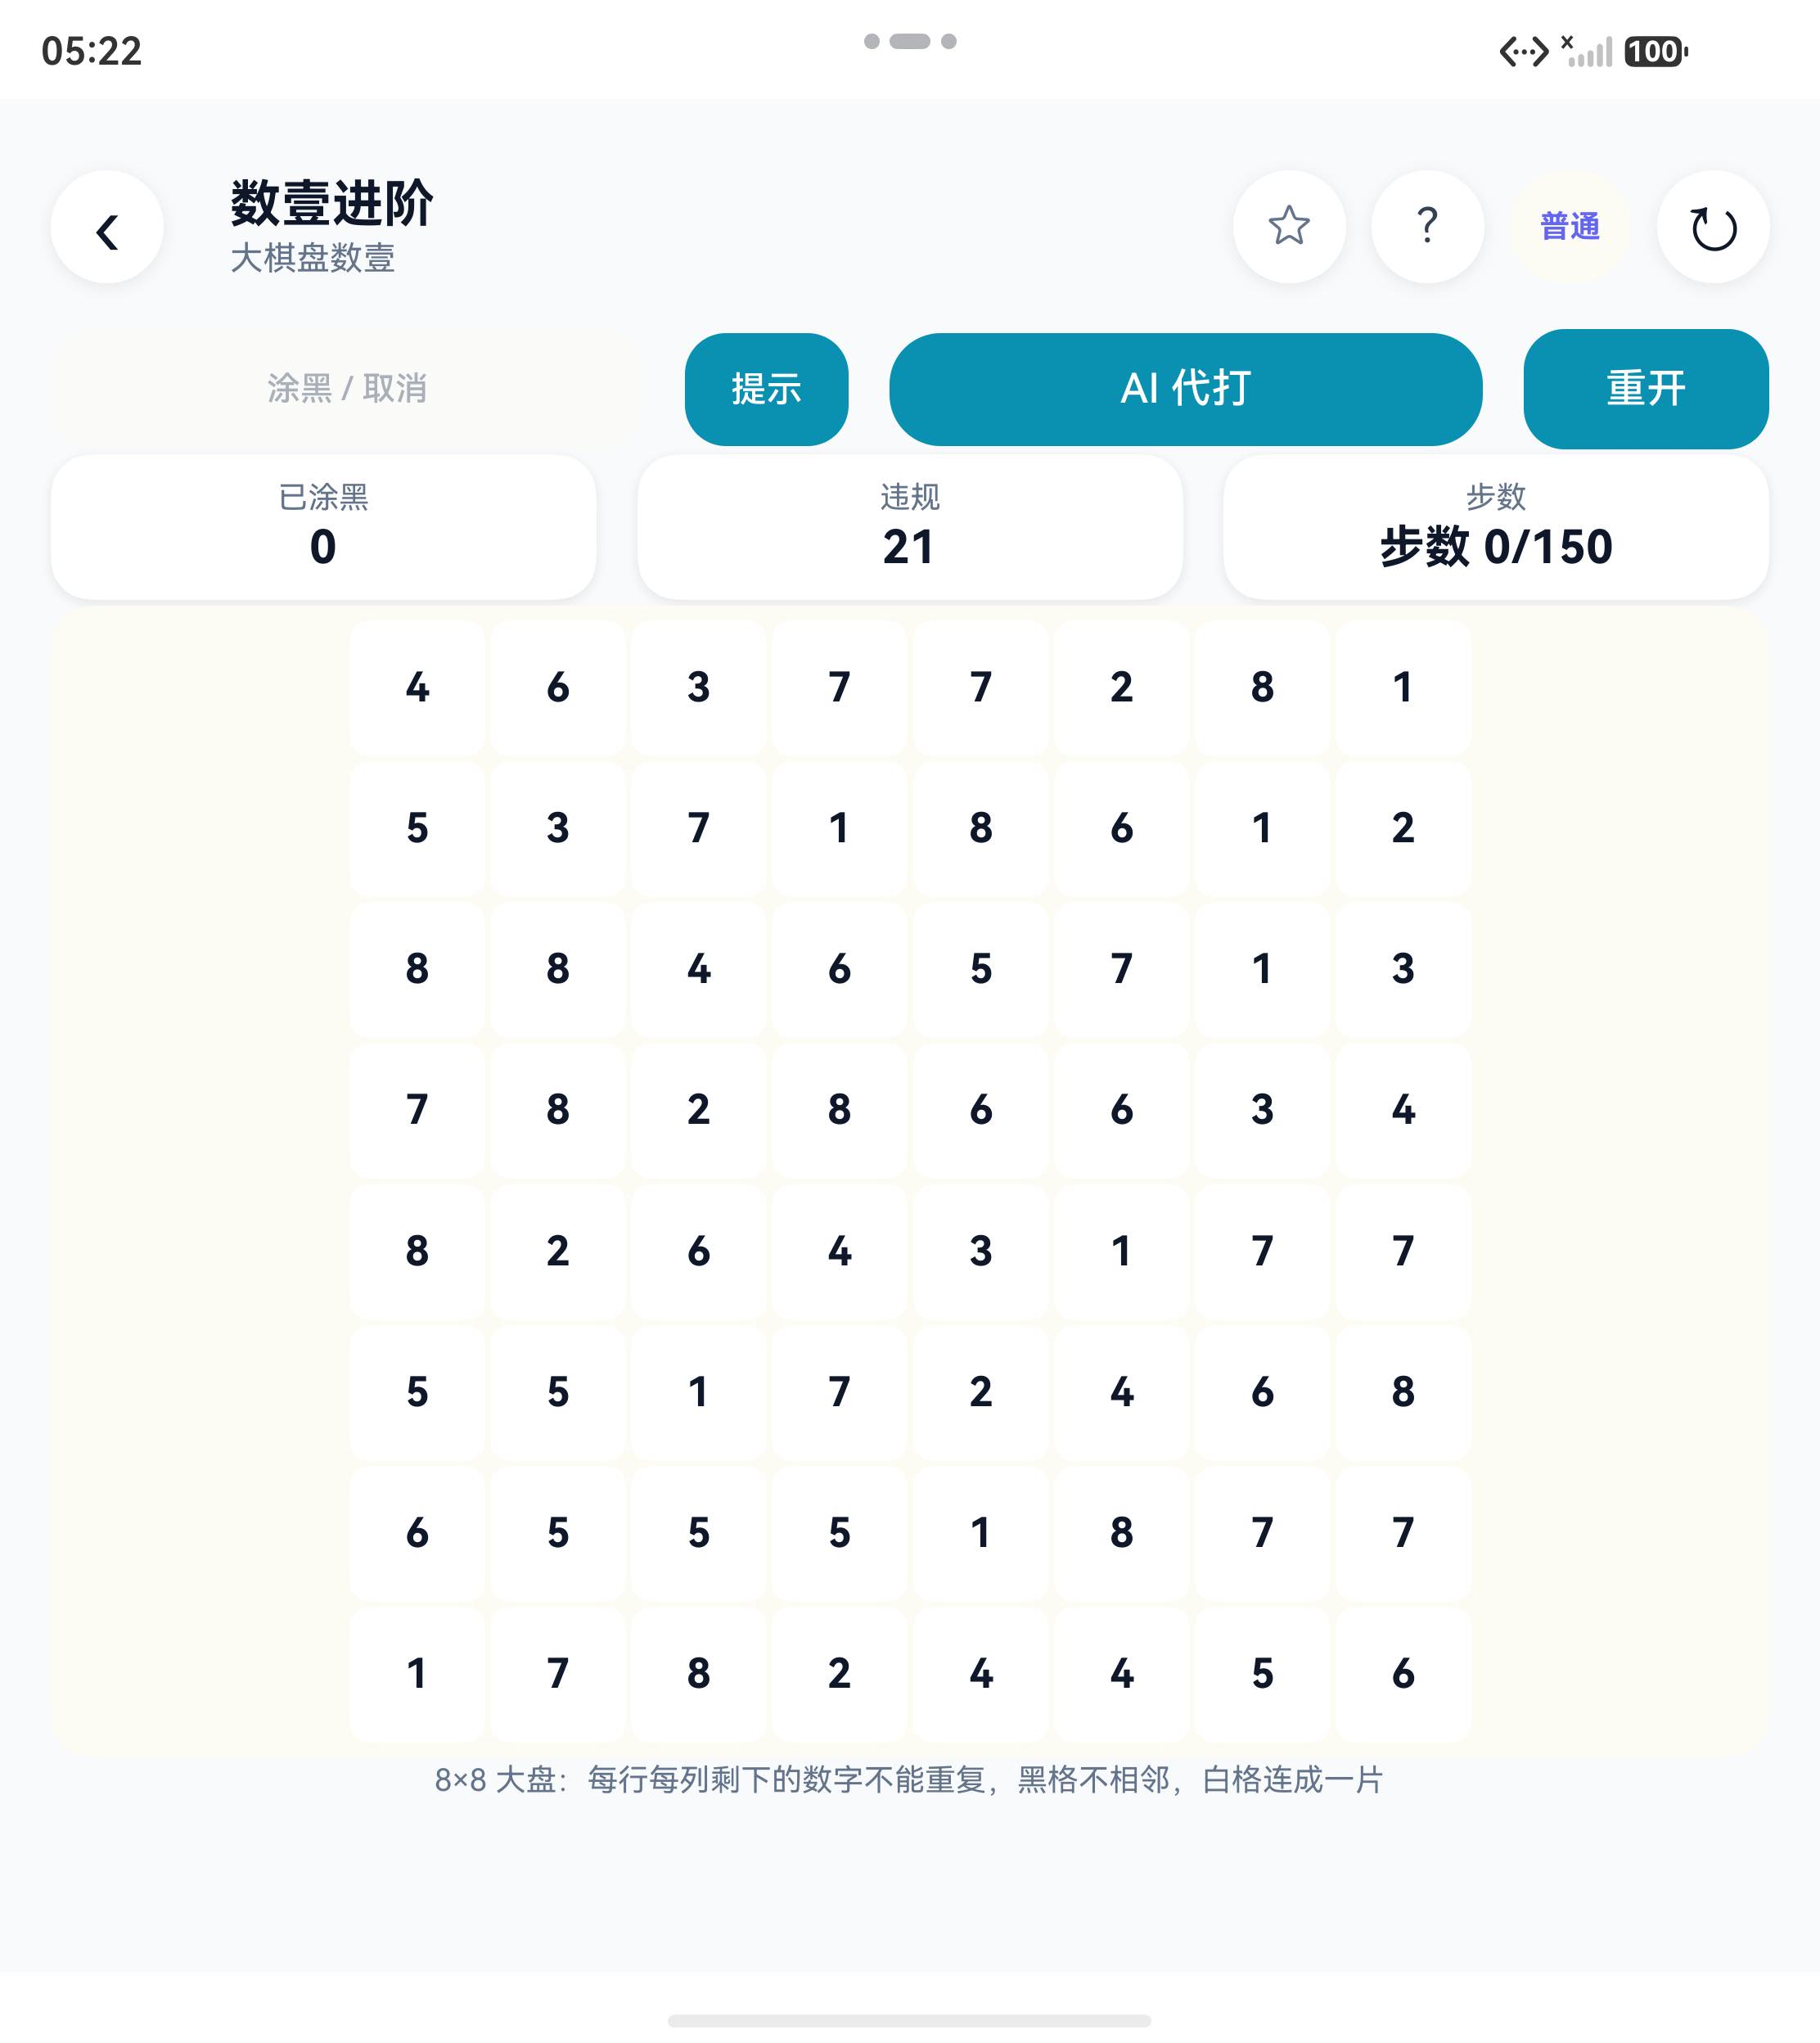 05:22
100
数壹进阶
大棋盘数壹
?
普通
涂黑 / 取消
提示
AI 代打
重开
已涂黑
0
违规
21
步数
步数 0/150
4 6 3 7 7 2 8 1
5 3 7 1 8 6 1 2
8 8 4 6 5 7 1 3
7 8 2 8 6 6 3 4
8 2 6 4 3 1 7 7
5 5 1 7 2 4 6 8
6 5 5 5 1 8 7 7
1 7 8 2 4 4 5 6
8×8 大盘：每行每列剩下的数字不能重复，黑格不相邻，白格连成一片